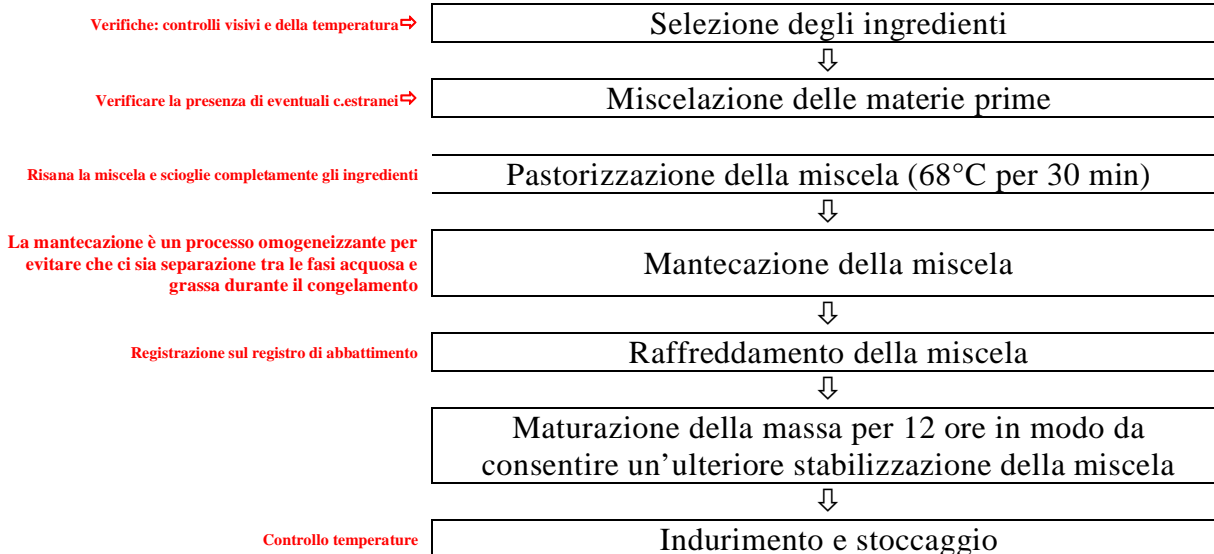 Verifiche: controlli visivi e della temperatura⇨
Selezione degli ingredienti
⇩
Verificare la presenza di eventuali c.estranei⇨
Miscelazione delle materie prime
Risana la miscela e scioglie completamente gli ingredienti
Pastorizzazione della miscela (68°C per 30 min)
⇩
La mantecazione è un processo omogeneizzante per
evitare che ci sia separazione tra le fasi acquosa e
grassa durante il congelamento
Mantecazione della miscela
⇩
Registrazione sul registro di abbattimento
Raffreddamento della miscela
⇩
Maturazione della massa per 12 ore in modo da
consentire un’ulteriore stabilizzazione della miscela
⇩
Controllo temperature
Indurimento e stoccaggio